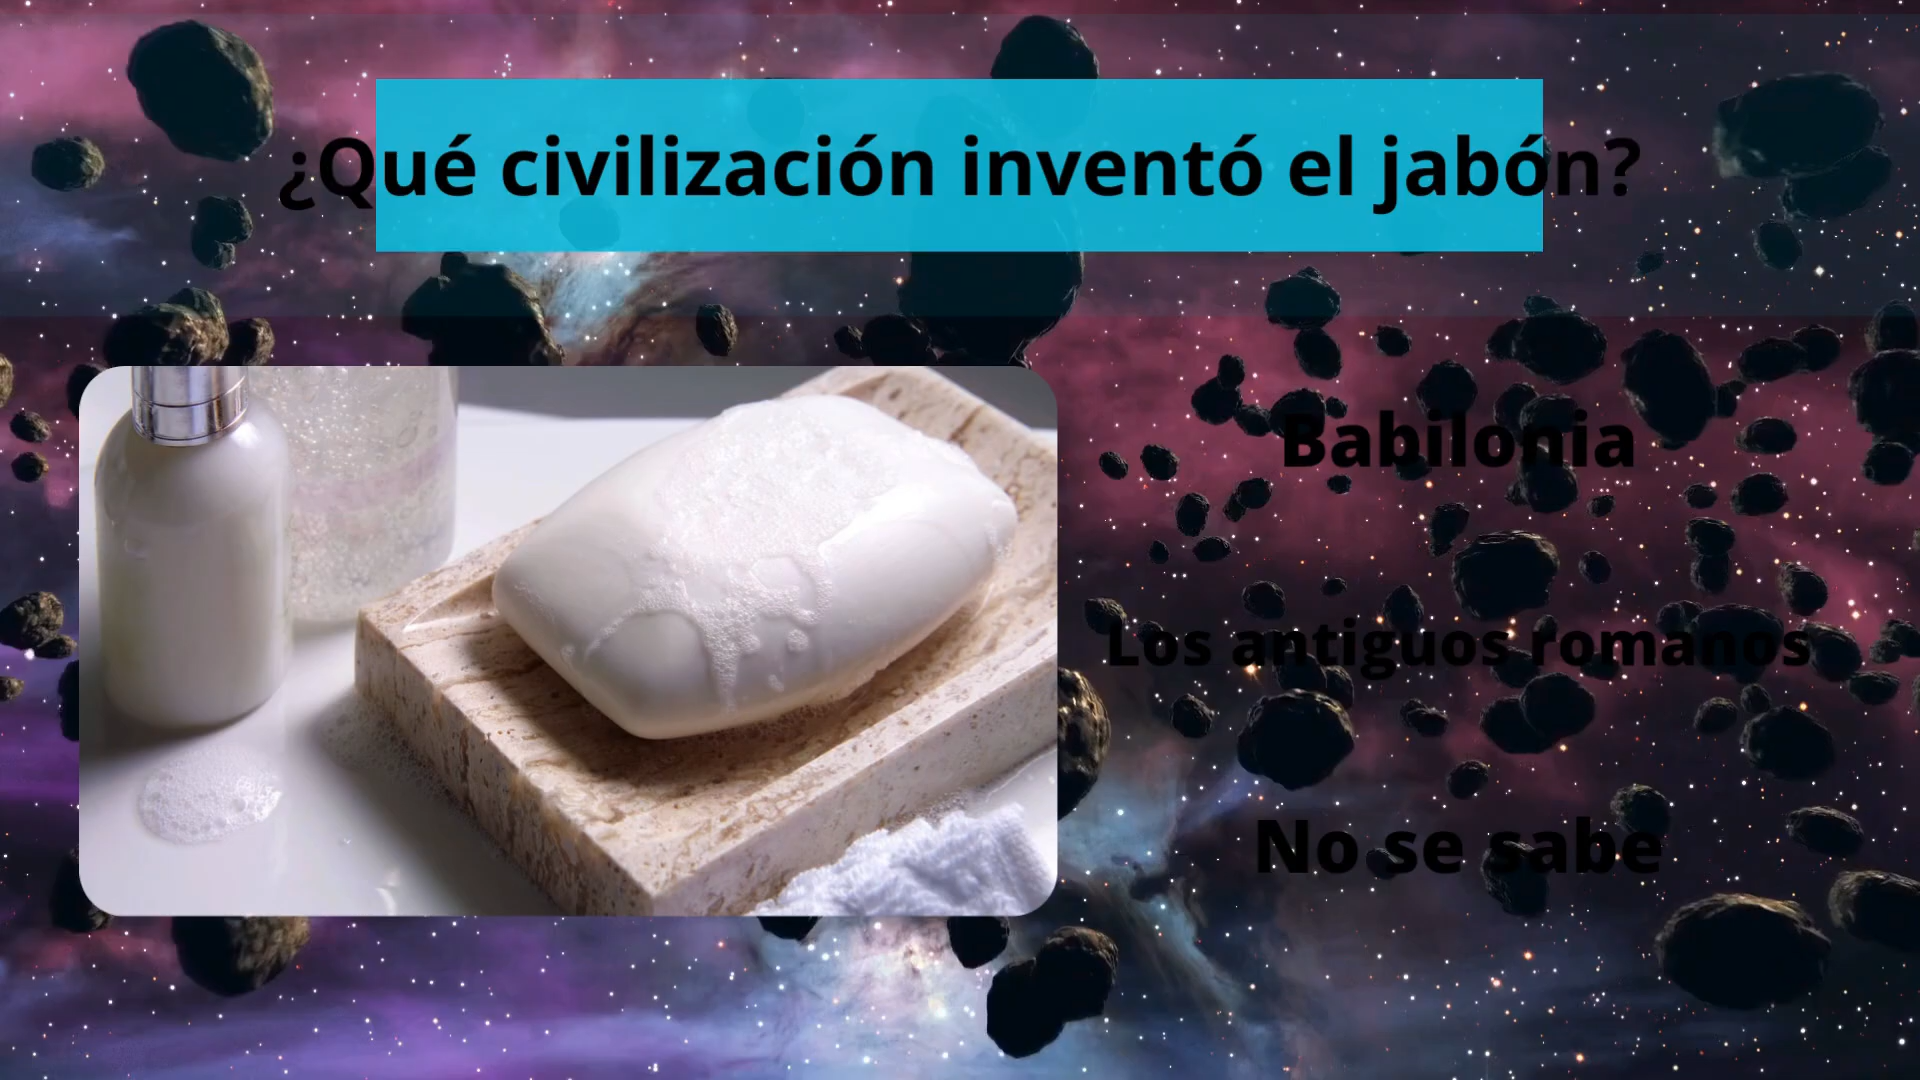 ¿Qué civilización inventó el jabón?
Babilonia
Los antiguos romanos
No se sabe